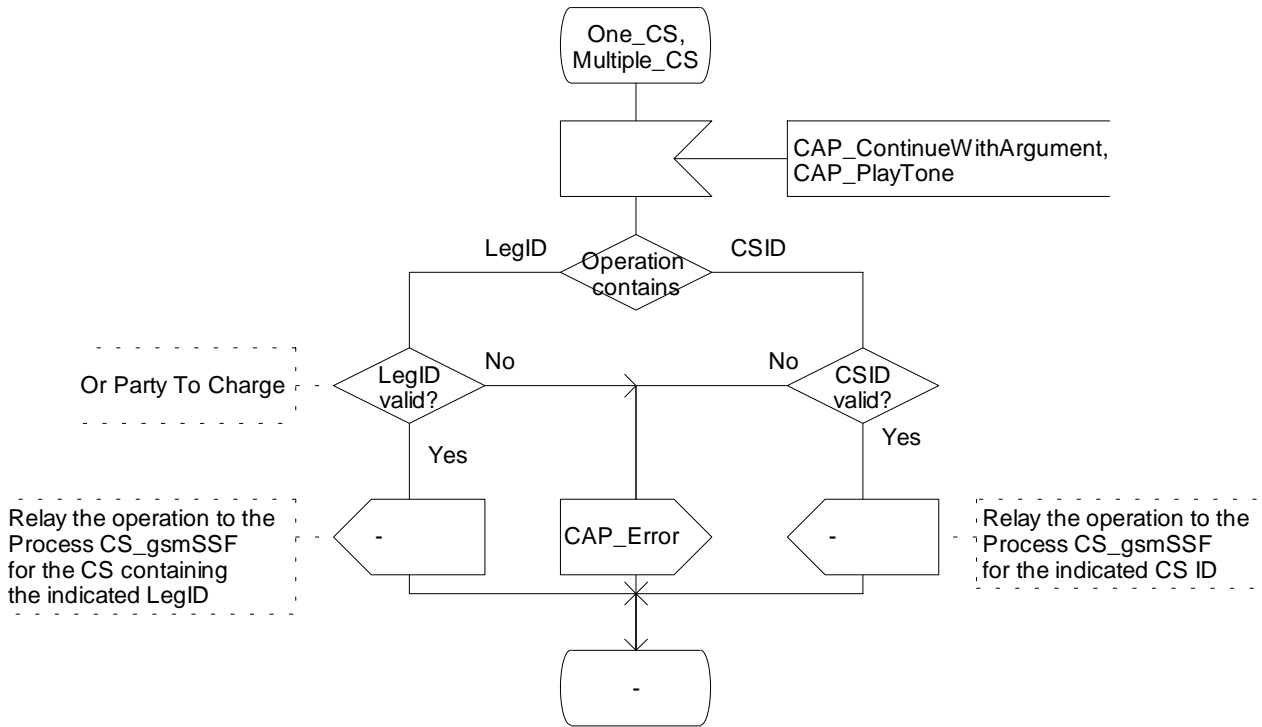 One_CS,
Multiple_CS
CAP_ContinueWithArgument,
CAP_PlayTone
LegID
Operation
contains
CSID
Or Party To Charge
LegID
valid?
No
No
CSID
valid?
Yes
Yes
Relay the operation to the
Process CS_gsmSSF
for the CS containing
the indicated LegID
-
CAP_Error
-
Relay the operation to the
Process CS_gsmSSF
for the indicated CS ID
-